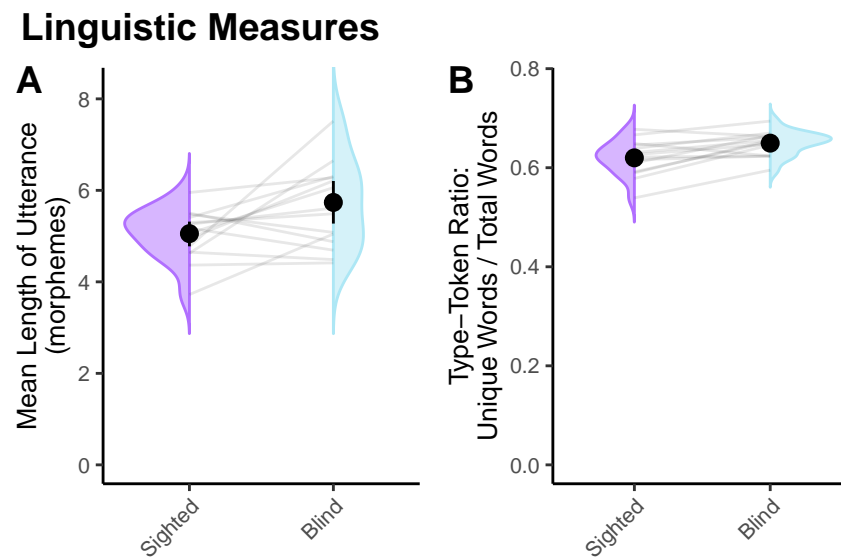 Linguistic Measures
A
Mean Length of Utterance
(morphemes)
8
6
4
2
0
Sighted
Blind
B
Type−Token Ratio:
Unique Words / Total Words
0.8
0.6
0.4
0.2
0.0
Sighted
Blind